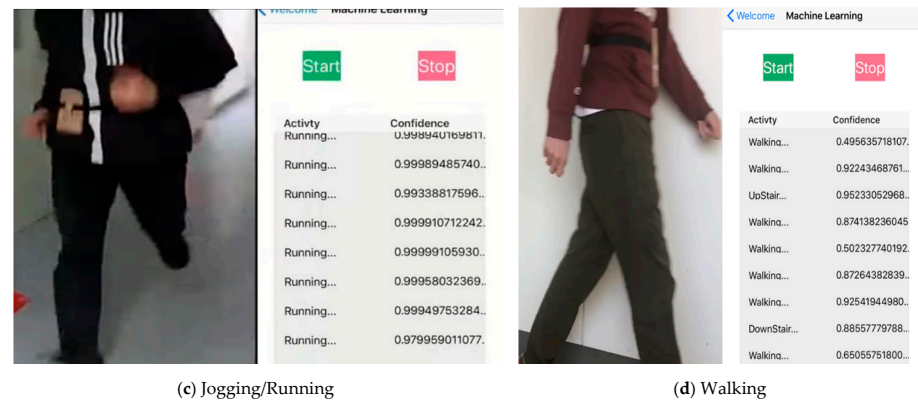 Welcome Machine Learning
Start Stop
Activty Confidence
Running... 0.998940169811.
Running... 0.99989485740..
Running... 0.99338817596..
Running... 0.999910712242.
Running... 0.99999105930..
Running... 0.99958032369..
Running... 0.99949753284..
Running... 0.979959011077.
(c) Jogging/Running
Welcome Machine Learning
Start Stop
Activty Confidence
Walking... 0.495635718107.
Walking... 0.92243468761...
UpStair... 0.95233052968..
Walking... 0.874138236045
Walking... 0.502327740192.
Walking... 0.87264382839..
Walking... 0.92541944980..
DownStair... 0.88557779788...
Walking... 0.65055751800...
(d) Walking